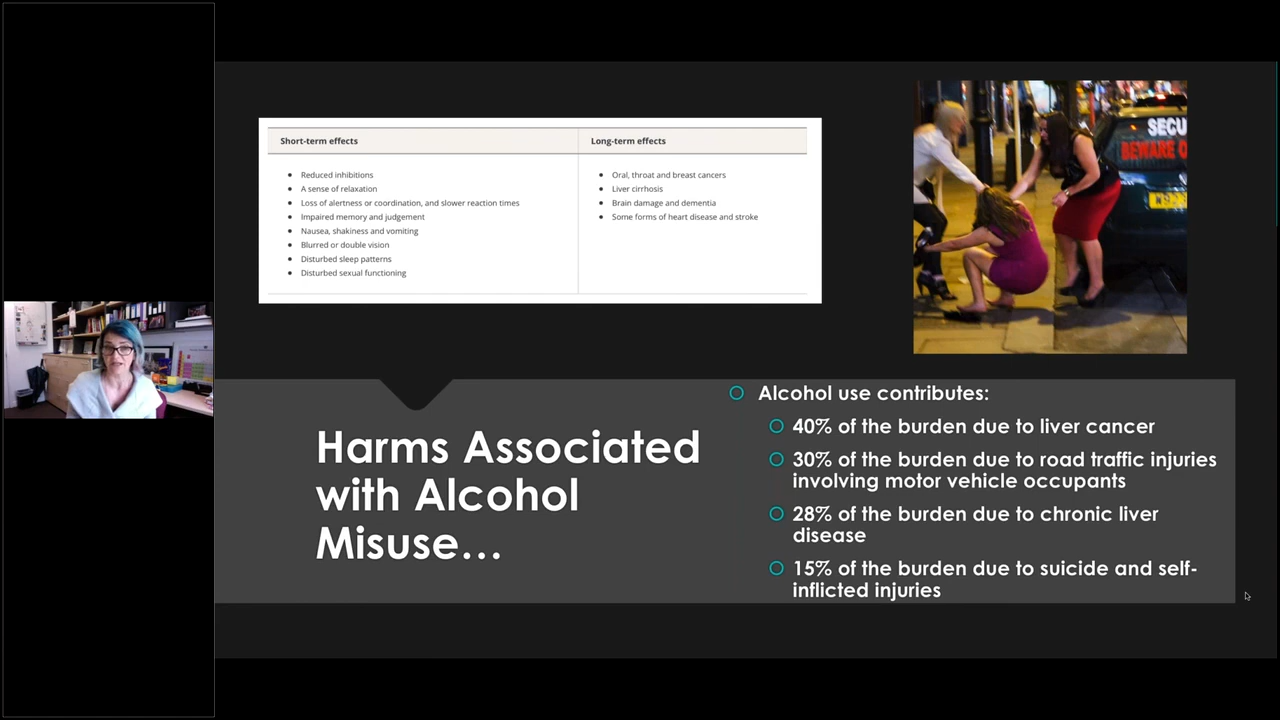 Short-term effects
Long-term effects
Reduced inhibitions
A sense of relaxation
Loss of alertness or coordination, and slower reaction times
Impaired memory and judgement
Nausea, shakiness and vomiting
Blurred or double vision
Disturbed sleep patterns
Disturbed sexual functioning
Oral, throat and breast cancers
Liver cirrhosis
Brain damage and dementia
Some forms of heart disease and stroke
SECU
BEWARE
Harms Associated
with Alcohol
Misuse...
Alcohol use contributes:
40% of the burden due to liver cancer
30% of the burden due to road traffic injuries
involving motor vehicle occupants
28% of the burden due to chronic liver
disease
15% of the burden due to suicide and self-
inflicted injuries